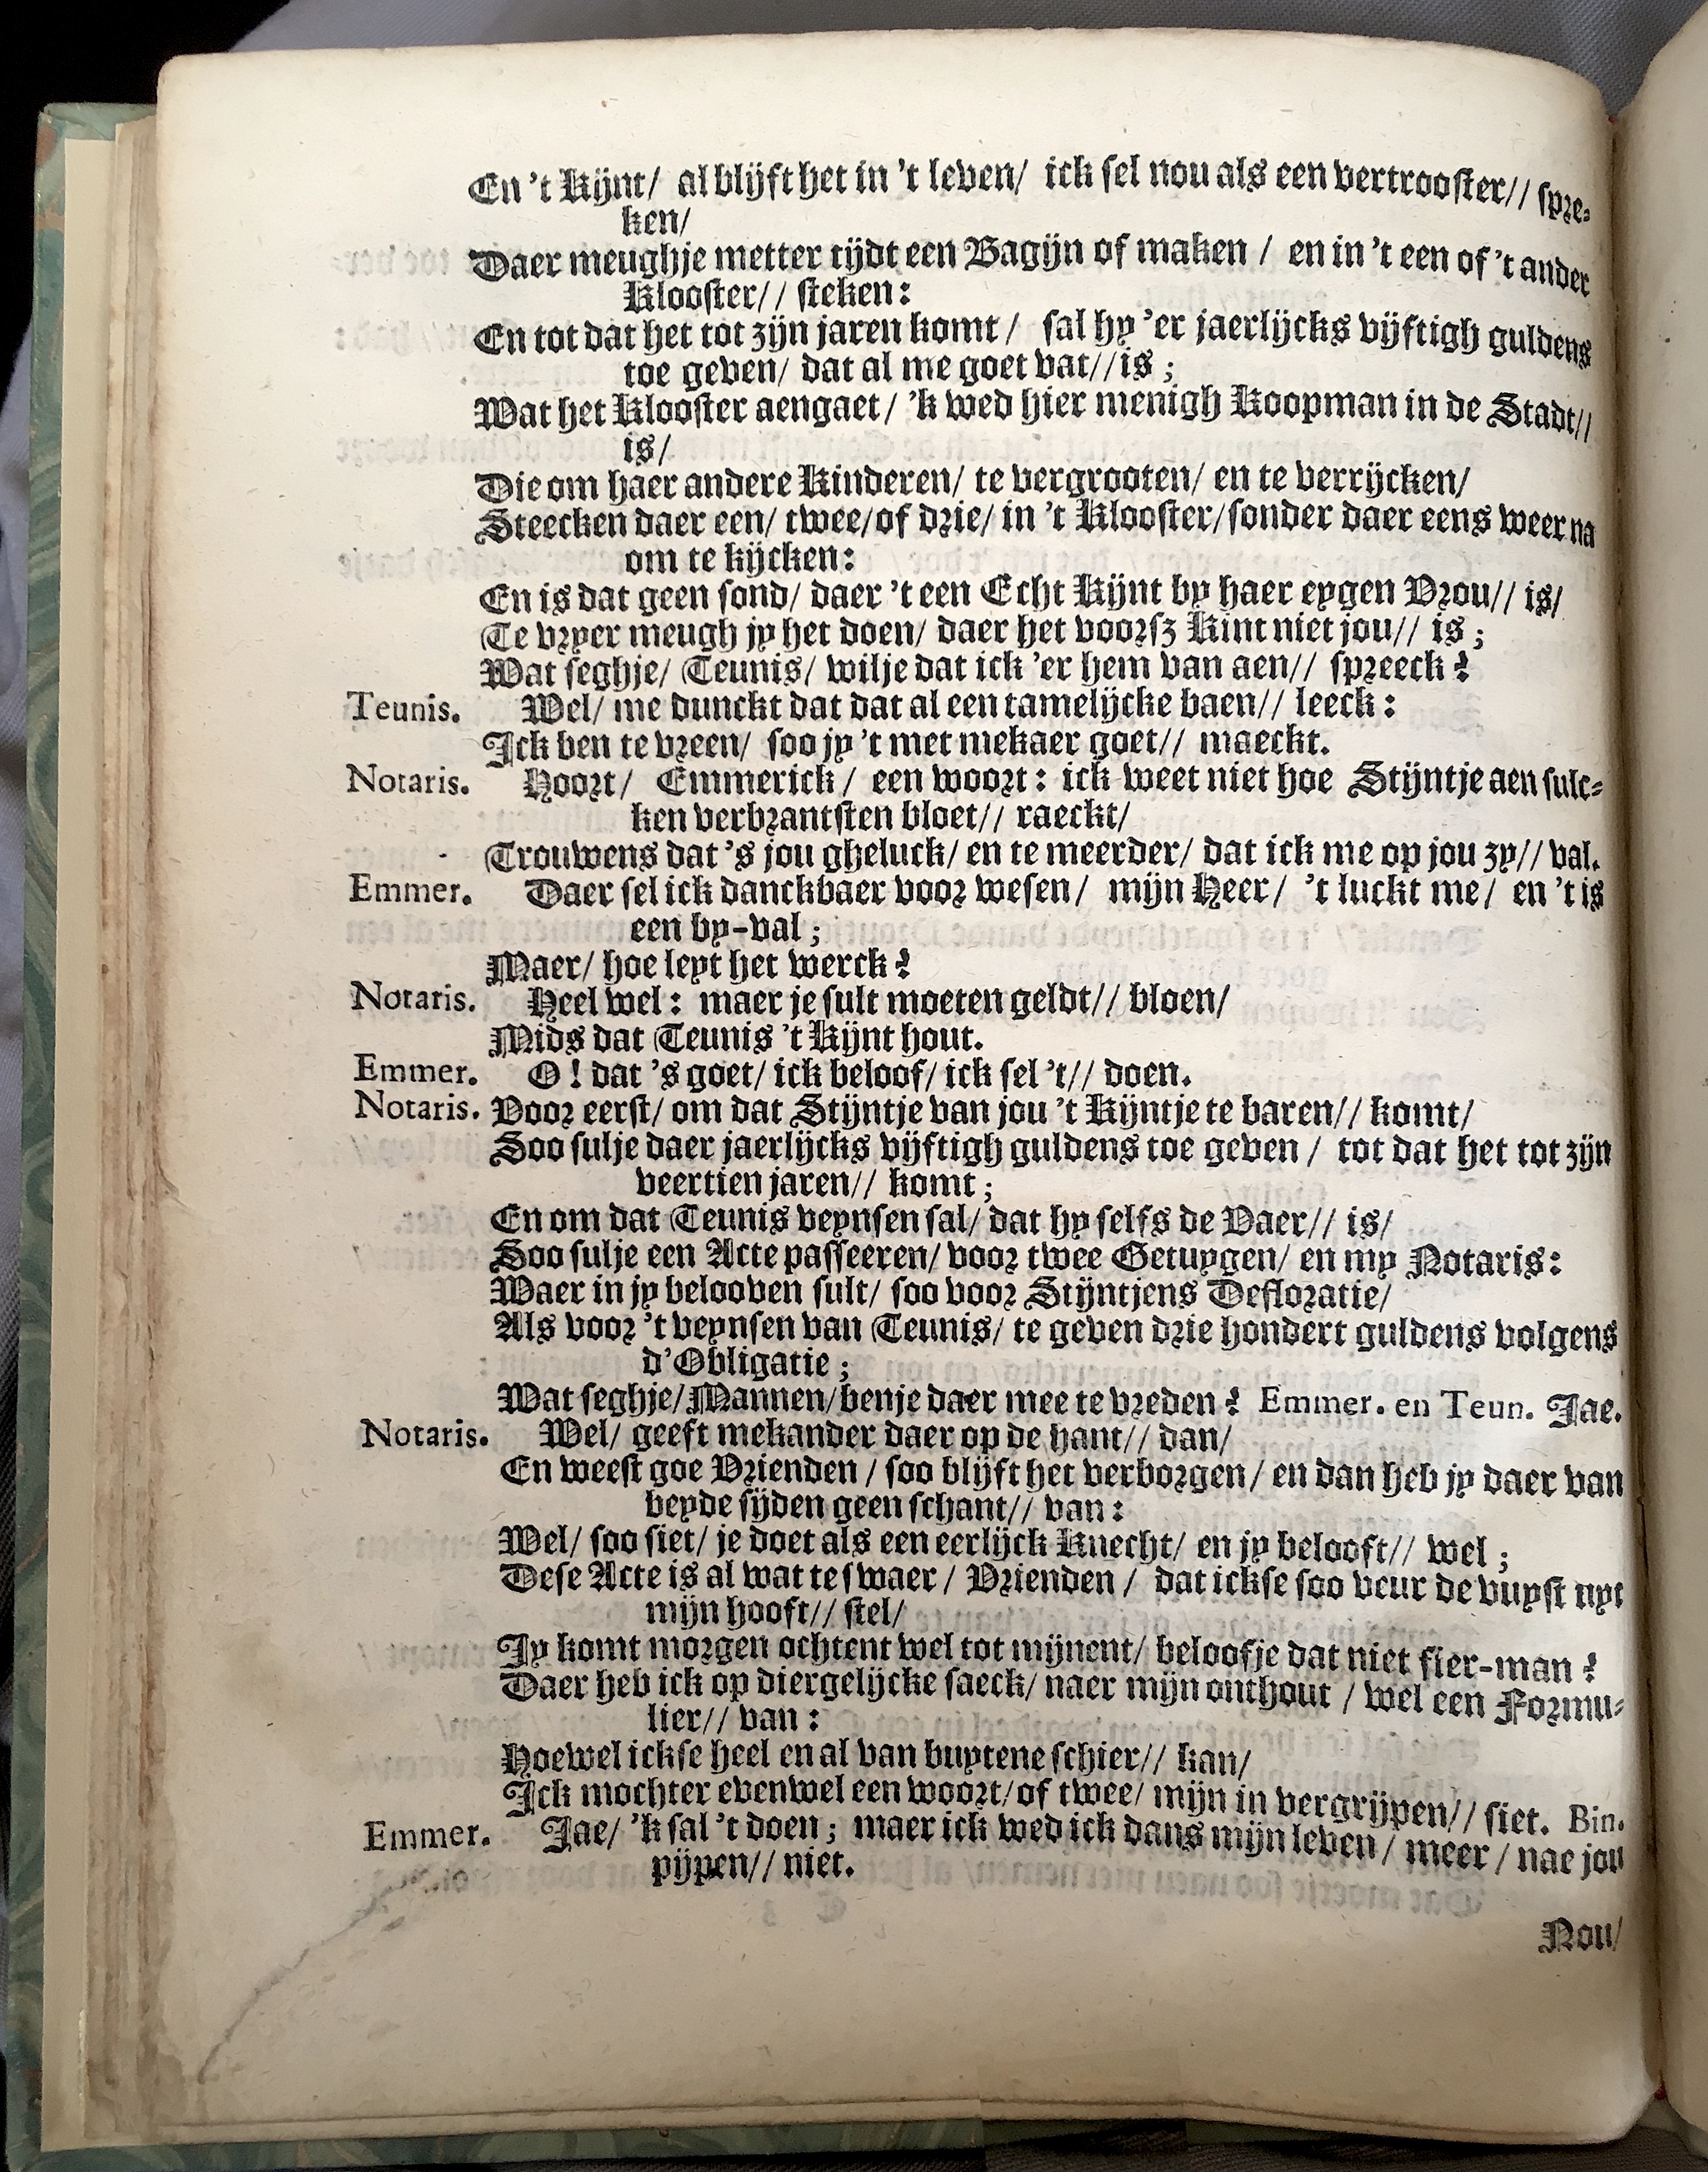 En 't Kijnt/ al blijft het in 't leven/ ick sel nou als een vertrooster// spre-
ken/
Daer meughje metter tijdt een Bagijn of maken / en in 't een of 't ander
Klooster// steken:
En tot dat het tot zijn jaren komt / sal hy 'er jaerlijcks vijftigh guldens
toe geven/ dat al me goet vat// is ;
Wat het Klooster aengaet/ 'k wed hier menigh Koopman in de Stadt//
is/
Die om haer andere Kinderen/ te vergrooten/ en te verrijcken/
Steecken daer een/ twee/ of drie/ in 't Klooster/ sonder daer eens weer na
om te kijcken:
En is dat geen sond/ daer 't een Echt Kijnt by haer eygen Vrou// is/
Te vryer meugh jy het doen/ daer het voorsz Kint niet jou// is ;
Wat seghje/ Teunis/ wilje dat ick 'er hem van aen// spreeck?
Teunis. Wel/ me dunckt dat dat al een tamelijcke baen// leeck:
Ick ben te vreen/ soo jy 't met mekaer goet// maeckt.
Notaris. Hoort/ Emmerick / een woort: ick weet niet hoe Stijntje aen sulc-
ken verbrantsten bloet// raeckt/
Trouwens dat 's jou gheluck/ en te meerder/ dat ick me op jou zy// val.
Emmer. Daer sel ick danckbaer voor wesen/ mijn Heer/ 't luckt me/ en 't is
een by-val ;
Maer/ hoe leyt het werck?
Notaris. Heel wel: maer je sult moeten geldt// bloen/
Mids dat Teunis 't Kijnt hout.
Emmer. O! dat 's goet/ ick beloof/ ick sel 't// doen.
Notaris. Voor eerst/ om dat Stijntje van jou 't Kijntje te baren// komt/
Soo sulje daer jaerlijcks vijftigh guldens toe geven / tot dat het tot zijn
veertien jaren// komt ;
En om dat Teunis veynsen sal/ dat hy selfs de Vaer// is/
Soo sulje een Acte passeeren/ voor twee Getuygen/ en my Notaris:
Waer in jy belooven sult/ soo voor Stijntjens Defloratie/
Als voor 't veynsen van Teunis/ te geven drie hondert guldens volgens
d'Obligatie ;
Wat seghje/ Mannen/ benje daer mee te vreden? Emmer. en Teun. Jae.
Notaris. Wel/ geeft mekander daer op de hant// dan/
En weest goe Vrienden / soo blijft het verborgen/ en dan heb jy daer van
beyde sijden geen schant// van:
Wel/ soo siet/ je doet als een eerlijck Knecht/ en jy belooft// wel ;
Dese Acte is al wat te swaer / Vrienden / dat ickse soo veur de vuyst uyt
mijn hooft// stel/
Jy komt morgen ochtent wel tot mijnent/ beloofje dat niet fier-man?
Daer heb ick op diergelijcke saeck/ naer mijn onthout / wel een Formu-
lier// van:
Hoewel ickse heel en al van buytene schier// kan/
Ick mochter evenwel een woort/ of twee/ mijn in vergrijpen// siet. Bin.
Emmer. Jae/ 'k sal 't doen ; maer ick wed ick dans mijn leven / meer / nae jou
pijpen// niet.
Nou/